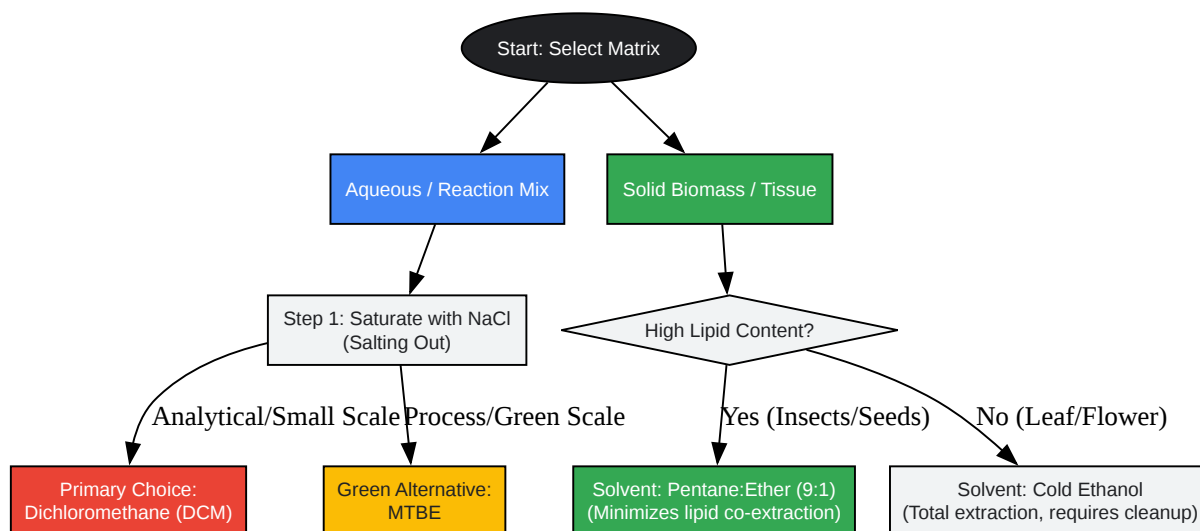 Start: Select Matrix
Aqueous / Reaction Mix
Solid Biomass / Tissue
Step 1: Saturate with NaCl
(Salting Out)
High Lipid Content?
Analytical/Small Scale
Process/Green Scale
Yes (Insects/Seeds)
No (Leaf/Flower)
Primary Choice:
Dichloromethane (DCM)
Green Alternative:
MTBE
Solvent: Pentane:Ether (9:1)
(Minimizes lipid co-extraction)
Solvent: Cold Ethanol
(Total extraction, requires cleanup)